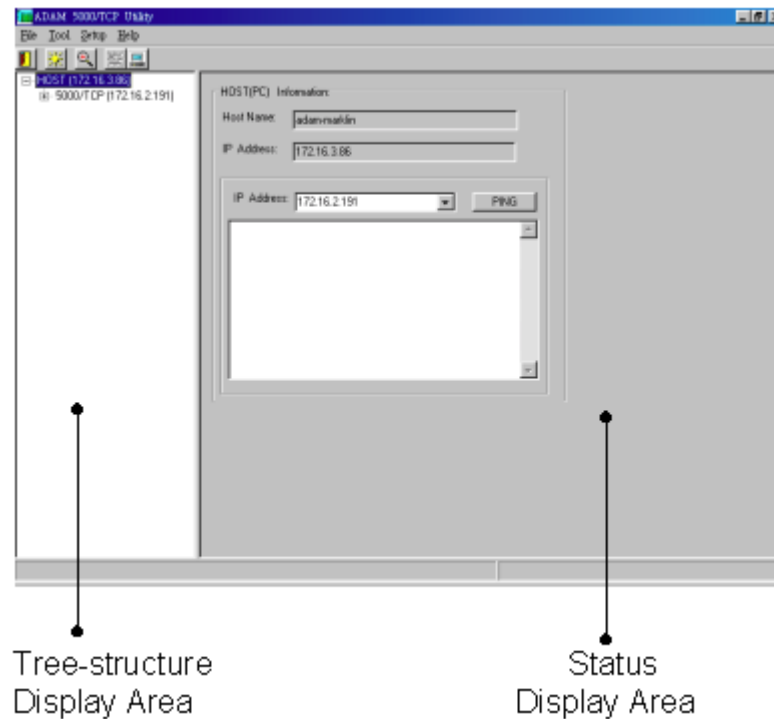 ADAM 5000/TCP Utility
File Tool Setup Help
HOST (172.16.3.86)
5000/TCP (172.16.2.191)
HOST(PC) Information:
Host Name: adam-marklin
IP Address: 172.16.3.86
IP Address: 172.16.2.191 PING
Tree-structure
Display Area
Status
Display Area